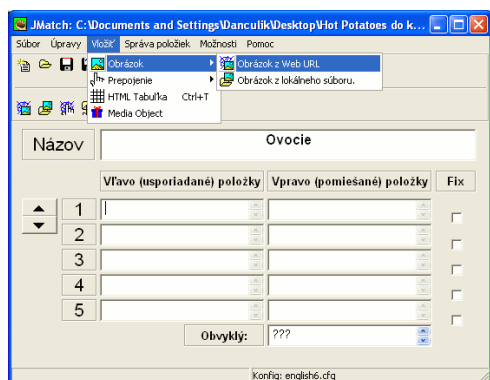 JMatch: C:\Documents and Settings\Danculik\Desktop\Hot Potatoes do k...
Súbor Úpravy Vložiť Správa položiek Možnosti Pomoc
Obrázok
Obrázok z Web URL
Prepojenie
Obrázok z lokálneho súboru.
HTML Tabuľka Ctrl+T
Media Object
Názov Ovocie
Vľavo (usporiadané) položky Vpravo (pomiešané) položky Fix
1
2
3
4
5
Obvyklý: ???
Konfig: english6.cfg